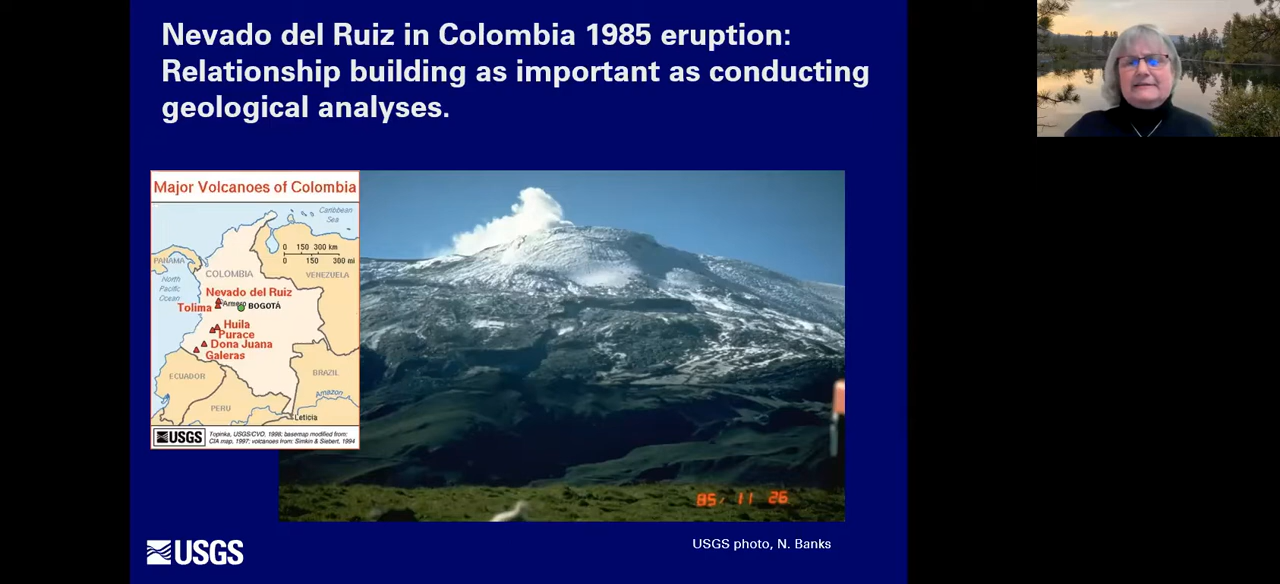 Nevado del Ruiz in Colombia 1985 eruption:
Relationship building as important as conducting
geological analyses.
Major Volcanoes of Colombia
Caribbean
Sea
0 150 300 km
0 150 300 mi
PANAMA
North
Pacific
Ocean
COLOMBIA
VENEZUELA
Nevado del Ruiz
Armero
BOGOTÁ
Tolima
Huila
Purace
Dona Juana
Galeras
ECUADOR
BRAZIL
PERU
Amazon
Leticia
USGS
Topinka, USGS/CVO, 1998; basemap modified from:
CIA map, 1997; volcanoes from: Simkin & Siebert, 1994
85 11 26
USGS
USGS photo, N. Banks